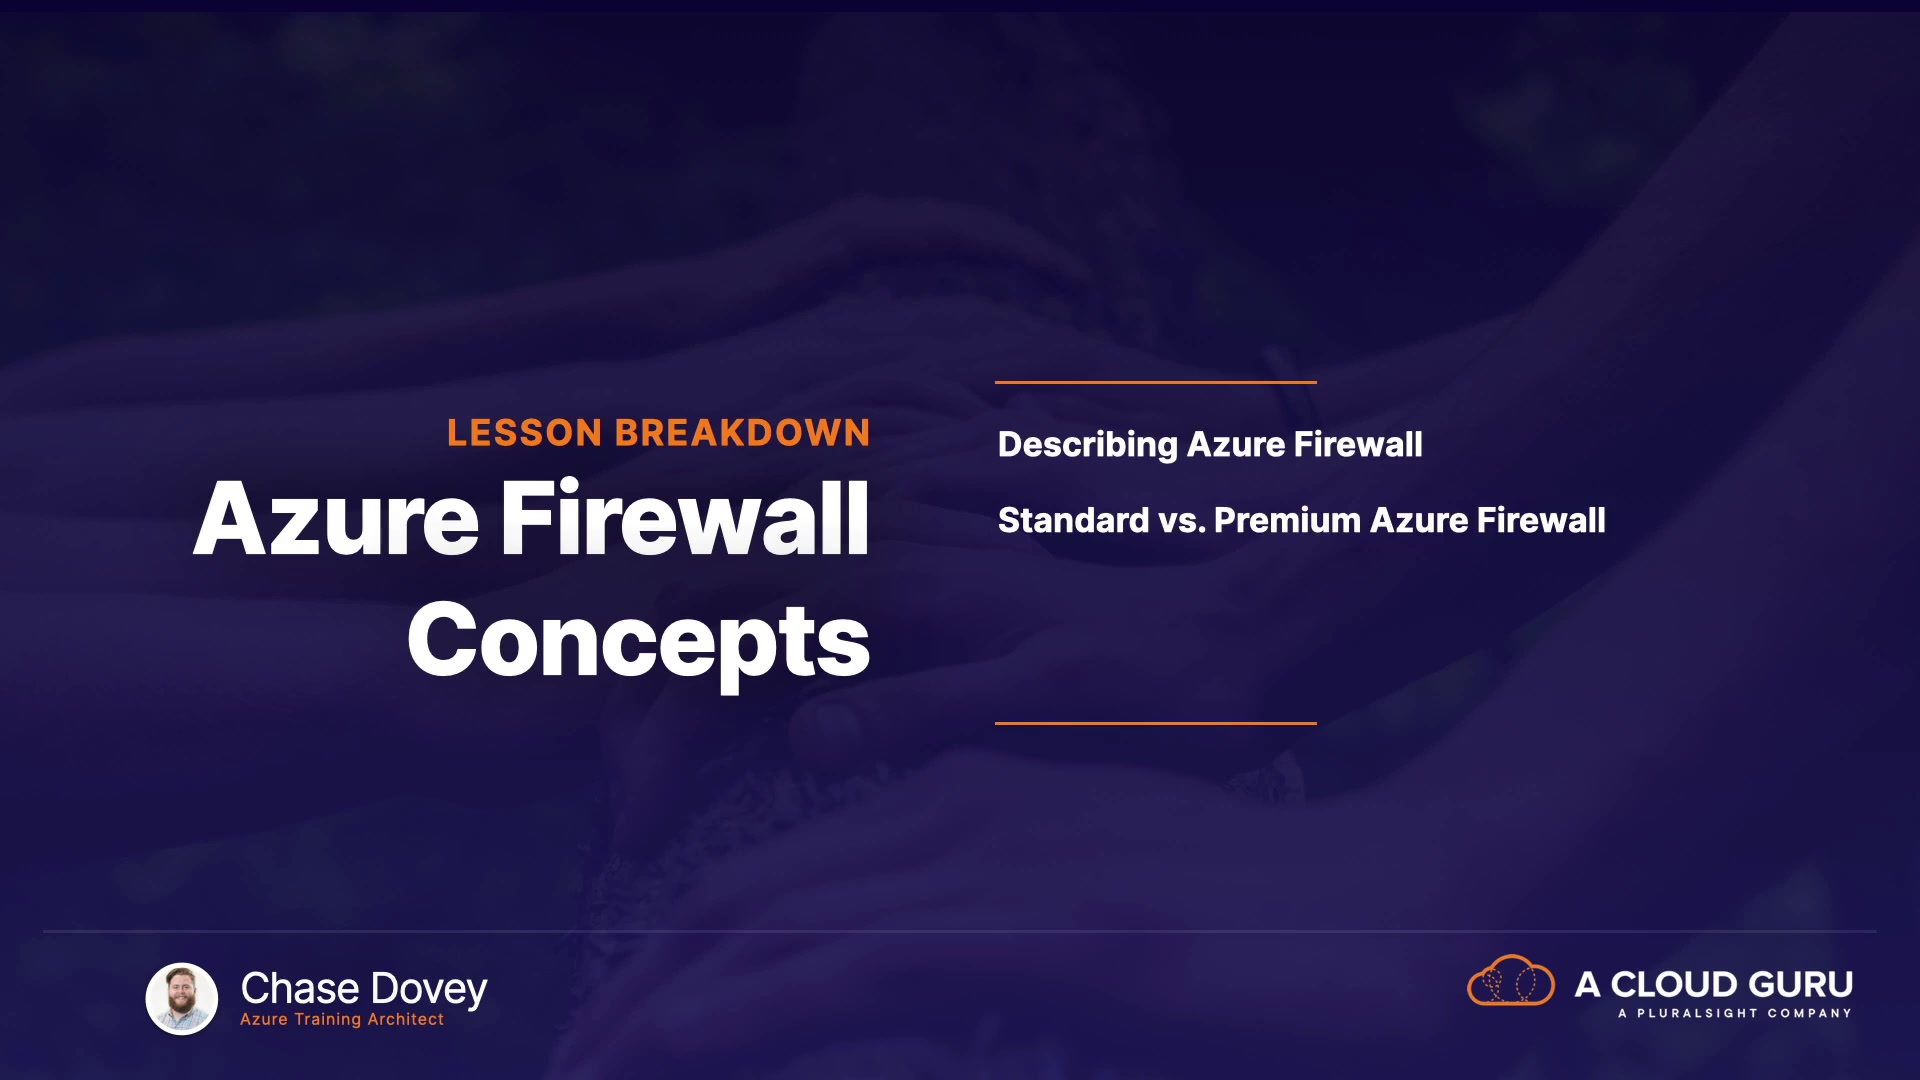 LESSON BREAKDOWN
Azure Firewall
Concepts
Describing Azure Firewall
Standard vs. Premium Azure Firewall
Chase Dovey
Azure Training Architect
A CLOUD GURU
A PLURALSIGHT COMPANY